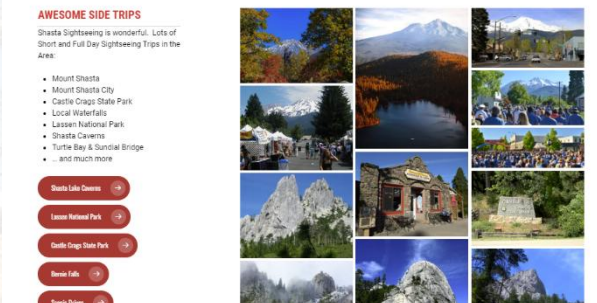 AWESOME SIDE TRIPS
Shasta Sightseeing is wonderful. Lots of
Short and Full Day Sightseeing Trips in the
Area:
Mount Shasta
Mount Shasta City
Castle Crags State Park
Local Waterfalls
Lassen National Park
Shasta Caverns
Turtle Bay & Sundial Bridge
... and much more
Shasta Lake Caverns
Lassen National Park
Castle Crags State Park
Burnin Falls